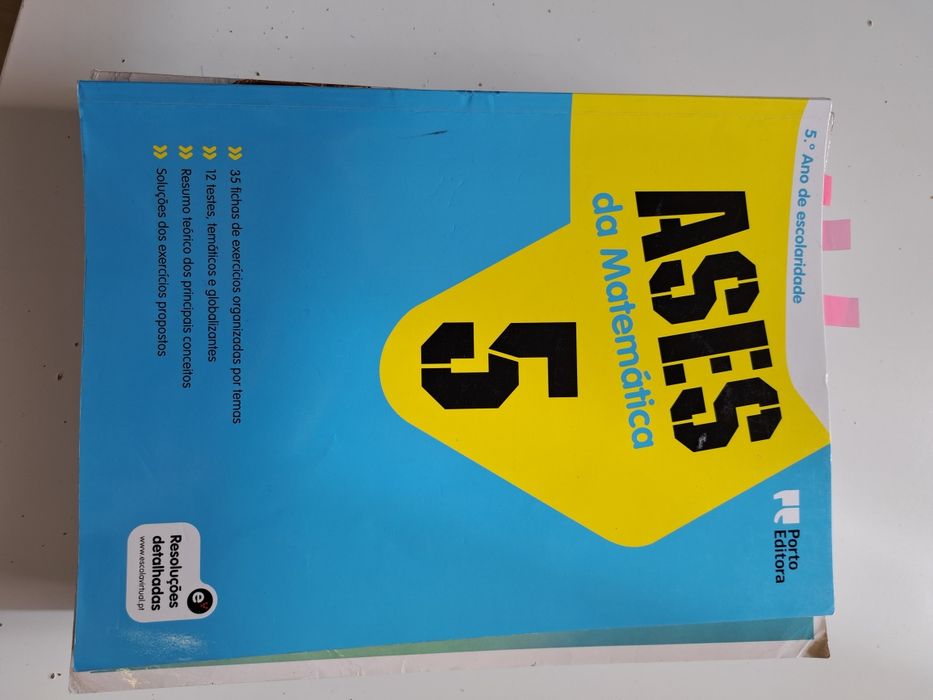 5.º Ano de escolaridade
ASES
da Matemática
5
Porto
Editora
35 fichas de exercícios organizadas por temas
12 testes, temáticos e globalizantes
Resumo teórico dos principais conceitos
Soluções dos exercícios propostos
Resoluções
detalhadas
www.escolavirtual.pt